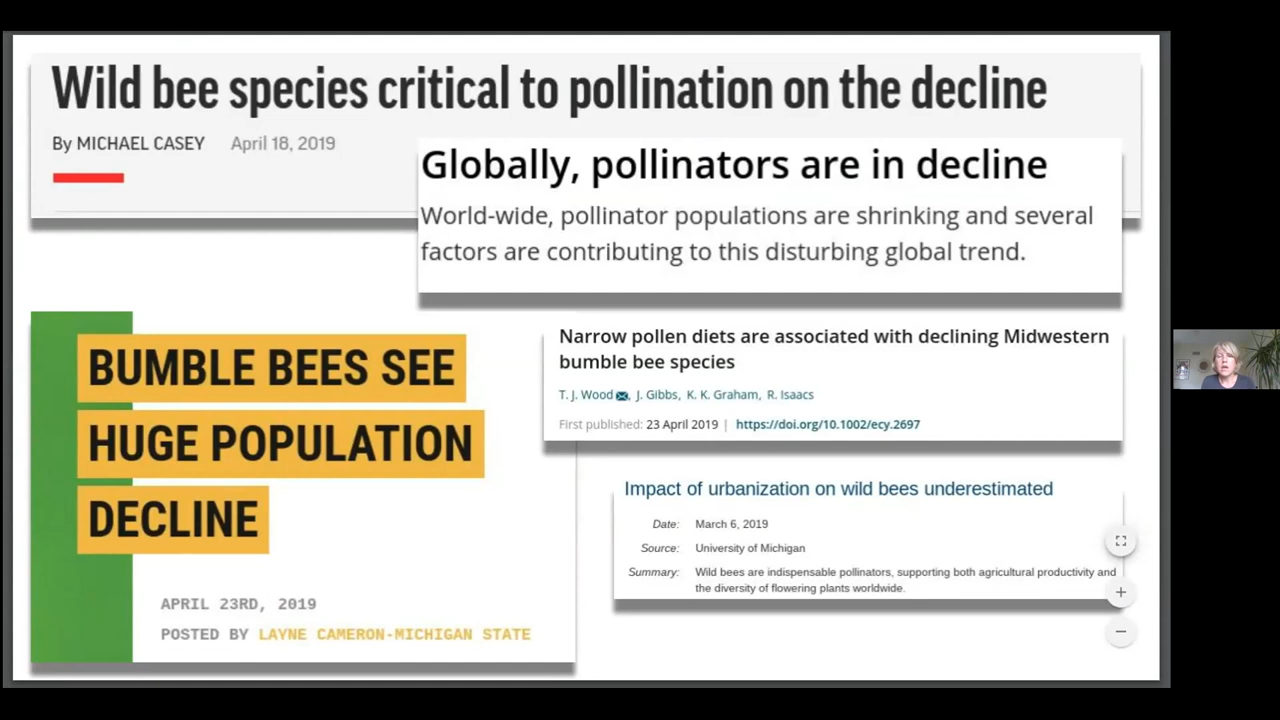 Wild bee species critical to pollination on the decline
By MICHAEL CASEY April 18, 2019
Globally, pollinators are in decline
World-wide, pollinator populations are shrinking and several
factors are contributing to this disturbing global trend.
BUMBLE BEES SEE
HUGE POPULATION
DECLINE
APRIL 23RD, 2019
POSTED BY LAYNE CAMERON-MICHIGAN STATE
Narrow pollen diets are associated with declining Midwestern
bumble bee species
T. J. Wood, J. Gibbs, K. K. Graham, R. Isaacs
First published: 23 April 2019 | https://doi.org/10.1002/ecy.2697
Impact of urbanization on wild bees underestimated
Date: March 6, 2019
Source: University of Michigan
Summary: Wild bees are indispensable pollinators, supporting both agricultural productivity and
the diversity of flowering plants worldwide.